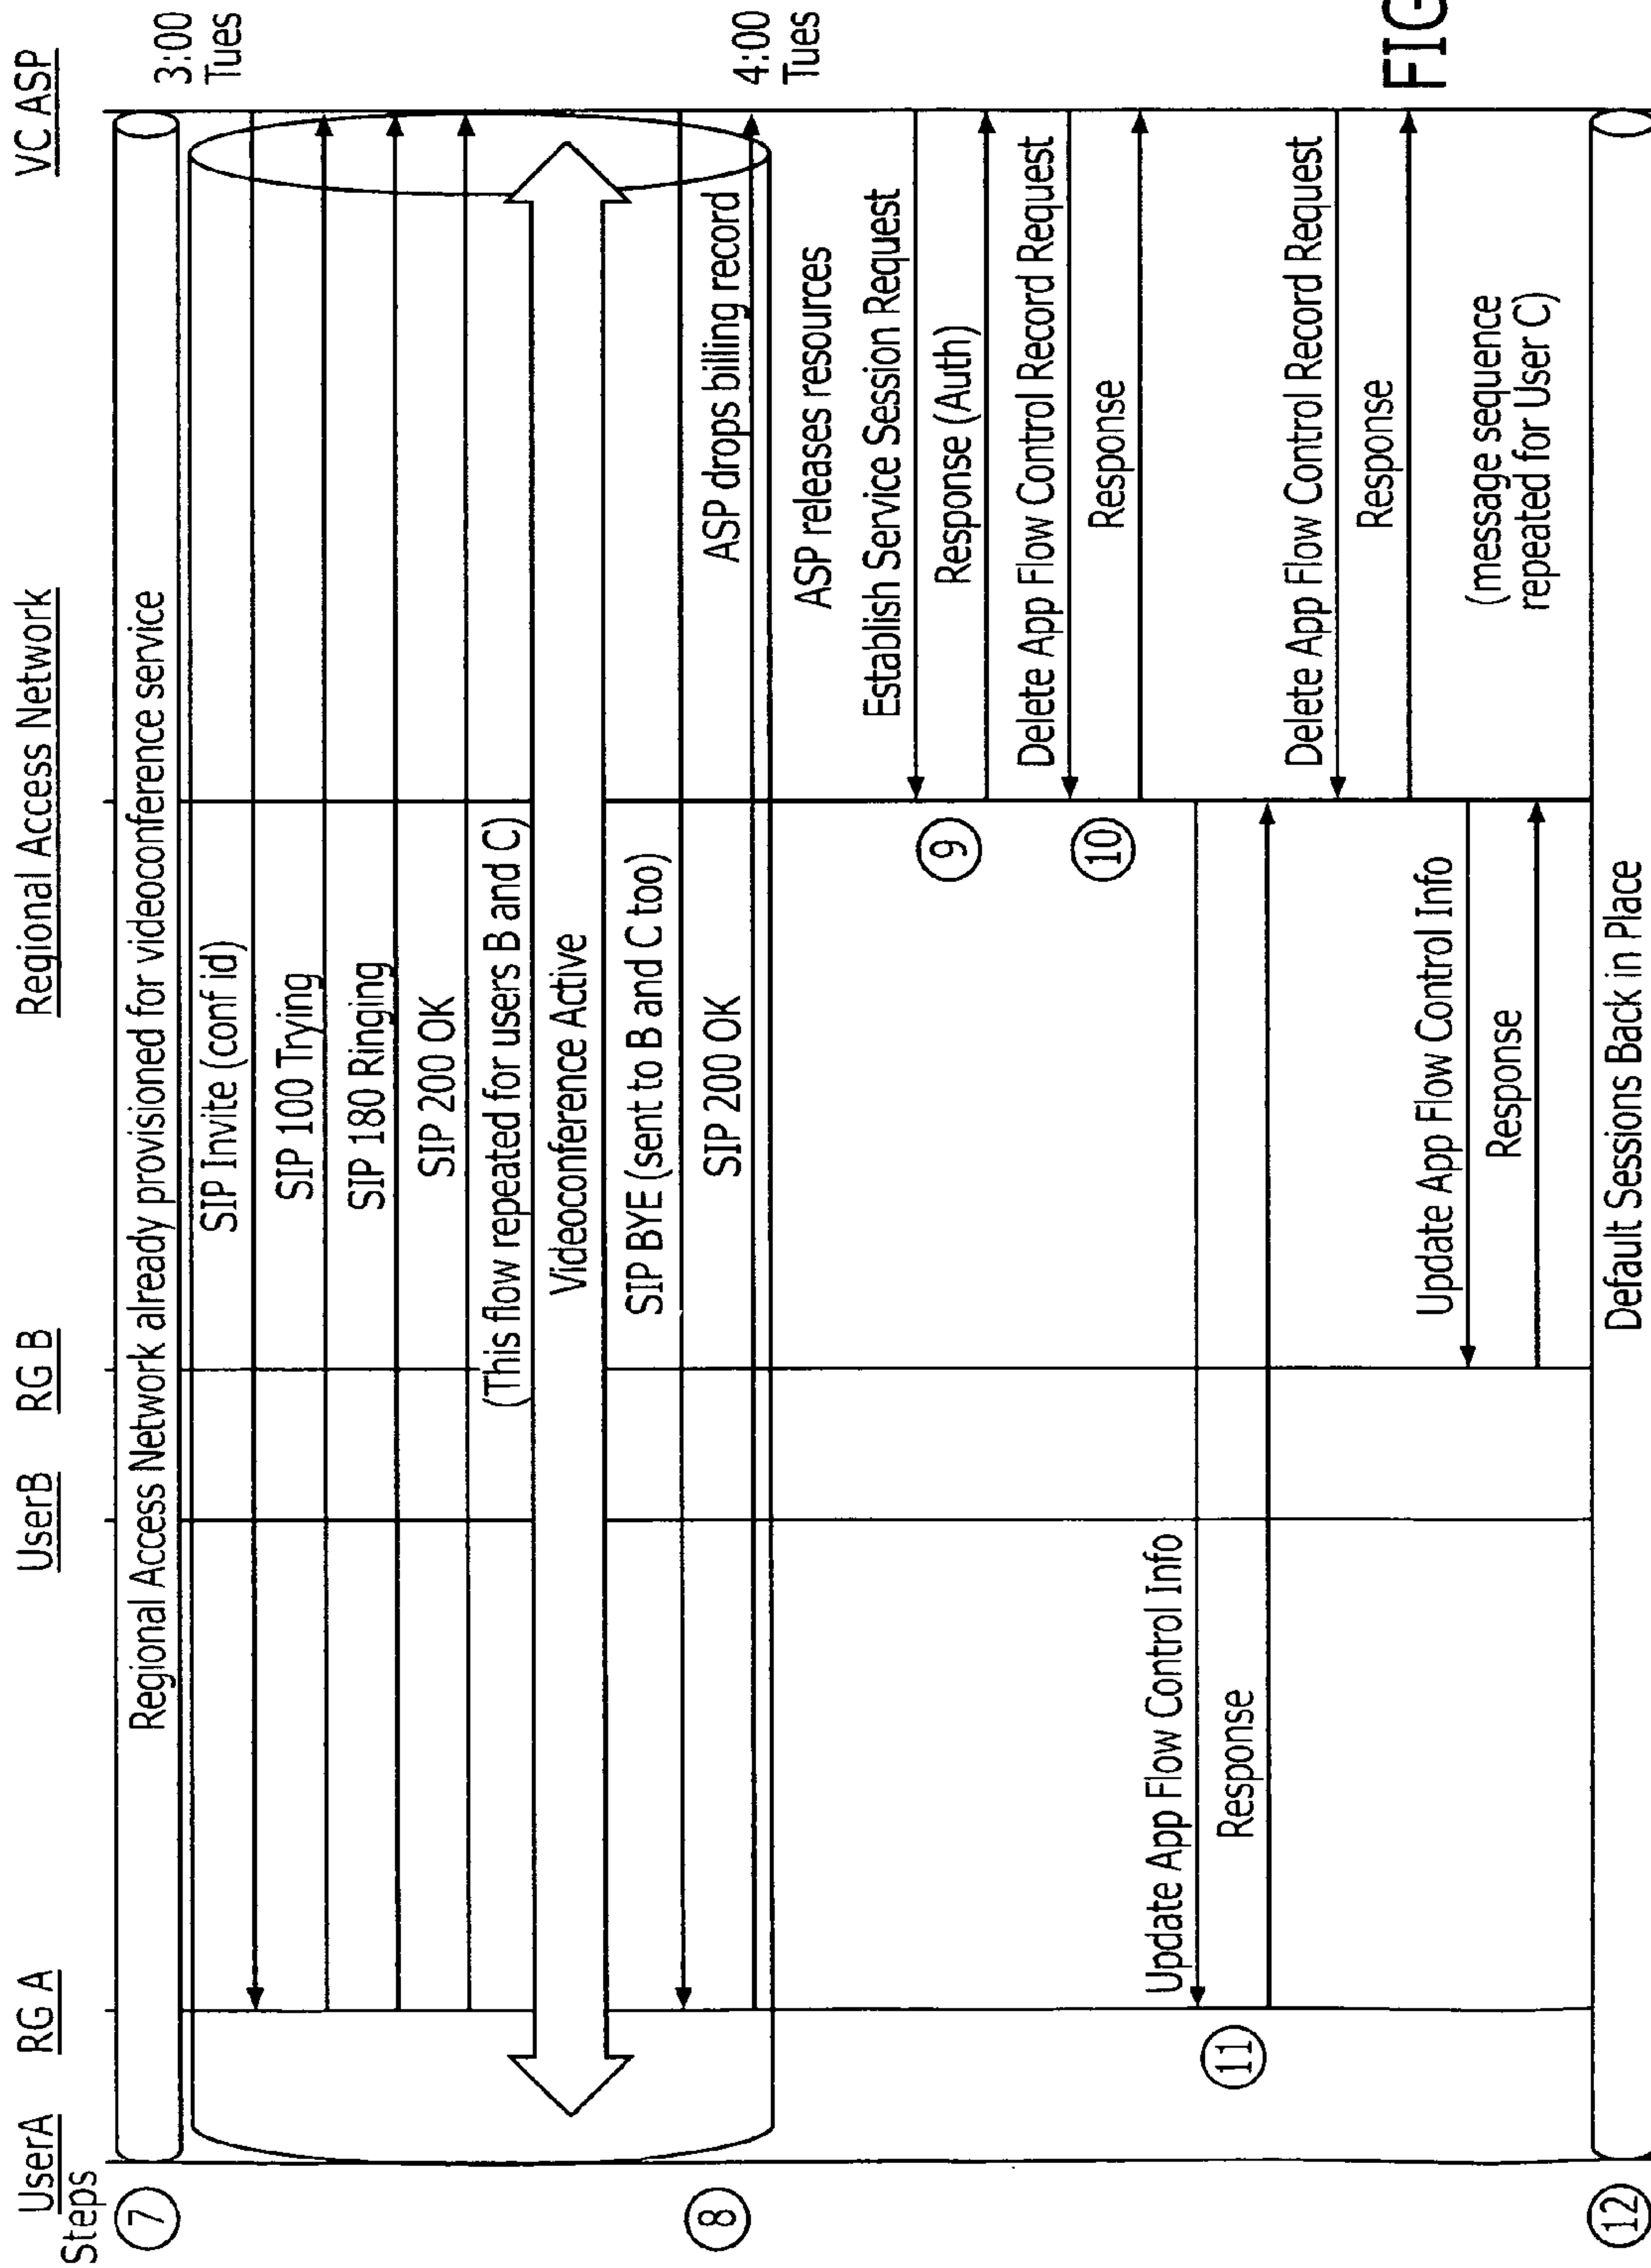 UserA
RG A
UserB
RG B
Regional Access Network
VC ASP
Steps
7
Regional Access Network already provisioned for videoconference service
3:00
Tues
SIP Invite (conf id)
SIP 100 Trying
SIP 180 Ringing
SIP 200 OK
(This flow repeated for users B and C)
Videoconference Active
SIP BYE (sent to B and C too)
8
SIP 200 OK
ASP drops billing record
4:00
Tues
ASP releases resources
Establish Service Session Request
9
Response (Auth)
Delete App Flow Control Record Request
10
Response
Update App Flow Control Info
11
Response
Delete App Flow Control Record Request
Response
Update App Flow Control Info
Response
(message sequence
repeated for User C)
12
Default Sessions Back in Place
FIG